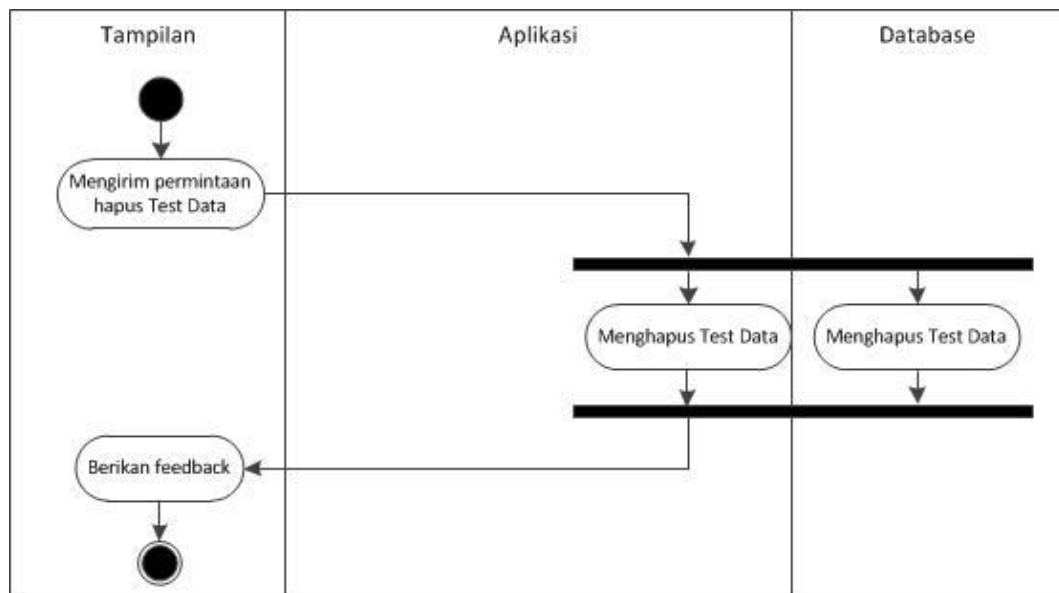 Tampilan
Aplikasi
Database
Mengirim permintaan
hapus Test Data
Menghapus Test Data
Menghapus Test Data
Berikan feedback